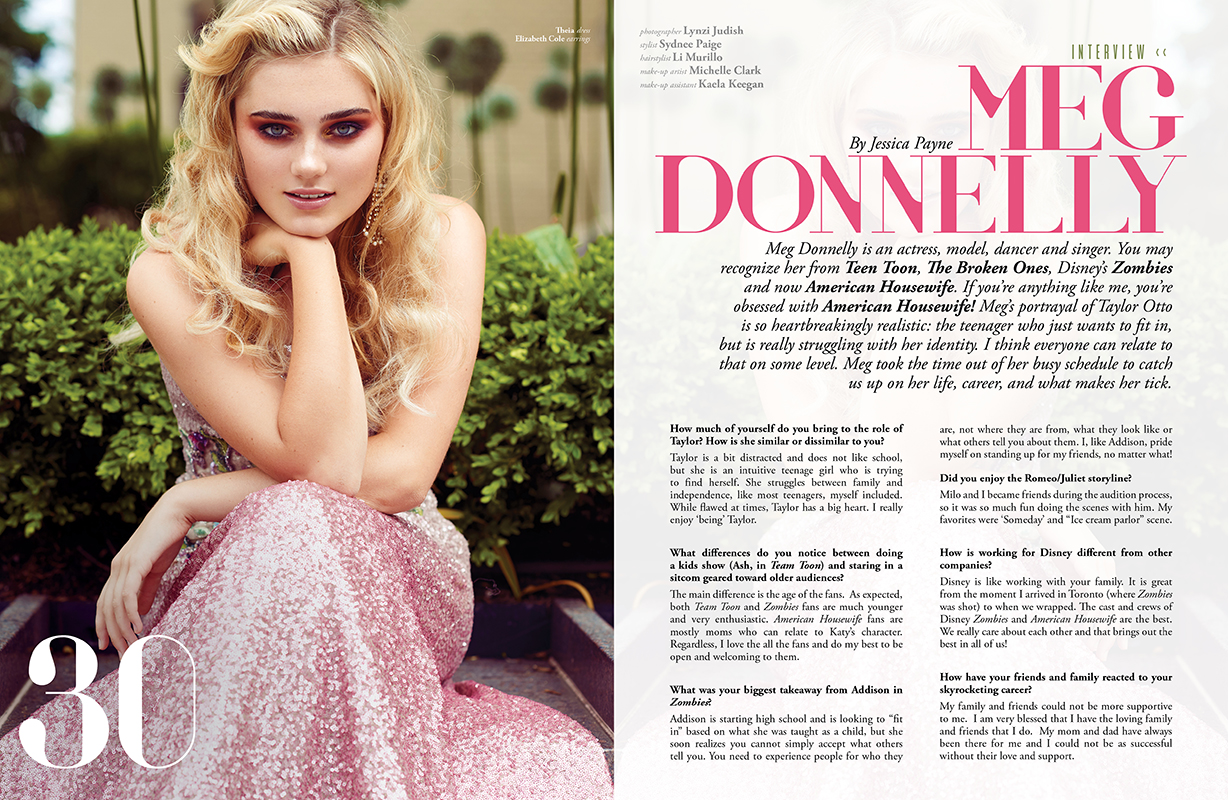 Theia dress
Elizabeth Cole earrings
30
photographer Lynzi Judish
stylist Sydnee Paige
hairstylist Li Murillo
make-up artist Michelle Clark
make-up assistant Kaela Keegan
INTERVIEW <<
By Jessica Payne MEG
DONNELLY
Meg Donnelly is an actress, model, dancer and singer. You may
recognize her from Teen Toon, The Broken Ones, Disney's Zombies
and now American Housewife. If you're anything like me, you're
obsessed with American Housewife! Meg's portrayal of Taylor Otto
is so heartbreakingly realistic: the teenager who just wants to fit in,
but is really struggling with her identity. I think everyone can relate to
that on some level. Meg took the time out of her busy schedule to catch
us up on her life, career, and what makes her tick.
How much of yourself do you bring to the role of
Taylor? How is she similar or dissimilar to you?
Taylor is a bit distracted and does not like school,
but she is an intuitive teenage girl who is trying
to find herself. She struggles between family and
independence, like most teenagers, myself included.
While flawed at times, Taylor has a big heart. I really
enjoy 'being' Taylor.
What differences do you notice between doing
a kids show (Ash, in Team Toon) and staring in a
sitcom geared toward older audiences?
The main difference is the age of the fans. As expected,
both Team Toon and Zombies fans are much younger
and very enthusiastic. American Housewife fans are
mostly moms who can relate to Katy's character.
Regardless, I love the all the fans and do my best to be
open and welcoming to them.
What was your biggest takeaway from Addison in
Zombies?
Addison is starting high school and is looking to "fit
in" based on what she was taught as a child, but she
soon realizes you cannot simply accept what others
tell you. You need to experience people for who they
are, not where they are from, what they look like or
what others tell you about them. I, like Addison, pride
myself on standing up for my friends, no matter what!
Did you enjoy the Romeo/Juliet storyline?
Milo and I became friends during the audition process,
so it was so much fun doing the scenes with him. My
favorites were 'Someday' and "Ice cream parlor" scene.
How is working for Disney different from other
companies?
Disney is like working with your family. It is great
from the moment I arrived in Toronto (where Zombies
was shot) to when we wrapped. The cast and crews of
Disney Zombies and American Housewife are the best.
We really care about each other and that brings out the
best in all of us!
How have your friends and family reacted to your
skyrocketing career?
My family and friends could not be more supportive
to me. I am very blessed that I have the loving family
and friends that I do. My mom and dad have always
been there for me and I could not be as successful
without their love and support.